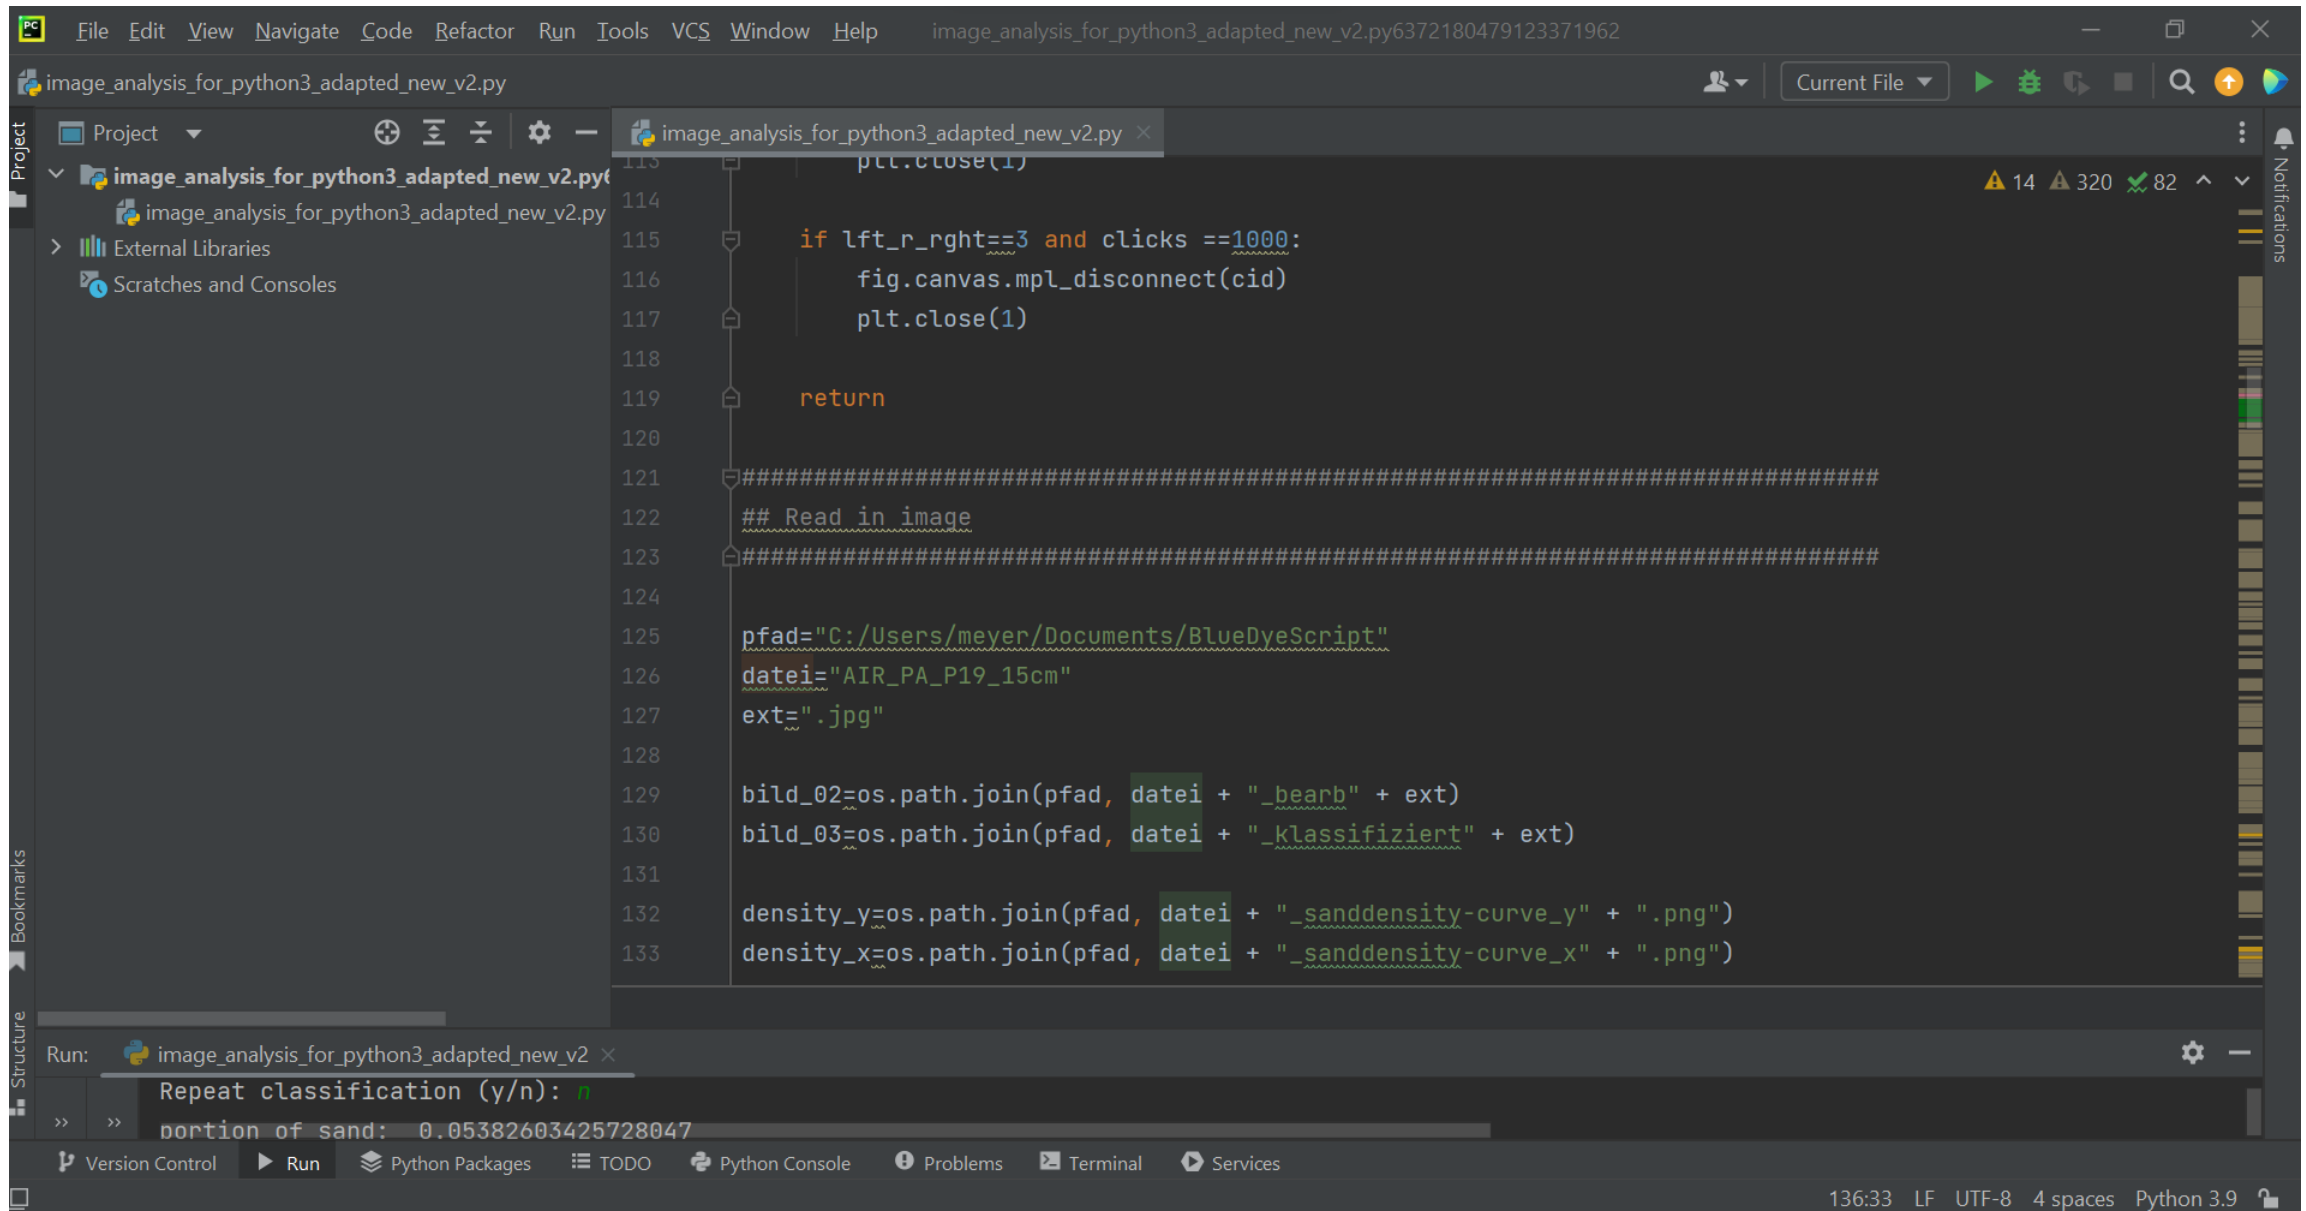 PC File Edit View Navigate Code Refactor Run Tools VCS Window Help image_analysis_for_python3_adapted_new_v2.py6372180479123371962
image_analysis_for_python3_adapted_new_v2.py Current File
Project
Project
image_analysis_for_python3_adapted_new_v2.py
image_analysis_for_python3_adapted_new_v2.py6
image_analysis_for_python3_adapted_new_v2.py
External Libraries
Scratches and Consoles
14 320 82
Notifications
113 plt.close(1)
114
115 if lft_r_rght==3 and clicks ==1000:
116 fig.canvas.mpl_disconnect(cid)
117 plt.close(1)
118
119 return
120
121 ###############################################################################
122 ## Read in image
123 ###############################################################################
124
125 pfad="C:/Users/meyer/Documents/BlueDyeScript"
126 datei="AIR_PA_P19_15cm"
127 ext=".jpg"
128
129 bild_02=os.path.join(pfad, datei + "_bearb" + ext)
130 bild_03=os.path.join(pfad, datei + "_klassifiziert" + ext)
131
132 density_y=os.path.join(pfad, datei + "_sanddensity-curve_y" + ".png")
133 density_x=os.path.join(pfad, datei + "_sanddensity-curve_x" + ".png")
Bookmarks
Structure
Run: image_analysis_for_python3_adapted_new_v2
Repeat classification (y/n): n
portion of sand: 0.05382603425728047
Version Control Run Python Packages TODO Python Console Problems Terminal Services
136:33 LF UTF-8 4 spaces Python 3.9